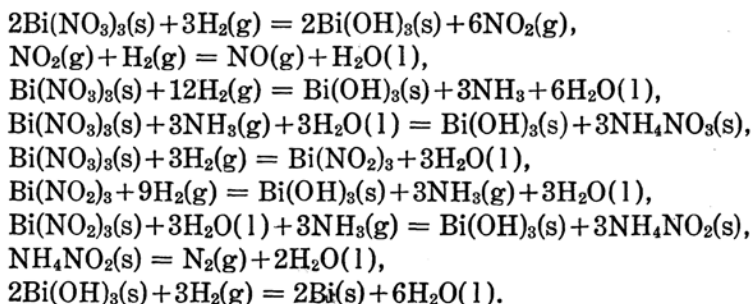 2Bi(NO₃)₃(s)+3H₂(g) = 2Bi(OH)₃(s)+6NO₂(g),
NO₂(g)+H₂(g) = NO(g)+H₂O(l),
Bi(NO₃)₃(s)+12H₂(g) = Bi(OH)₃(s)+3NH₃+6H₂O(l),
Bi(NO₃)₃(s)+3NH₃(g)+3H₂O(l) = Bi(OH)₃(s)+3NH₄NO₃(s),
Bi(NO₃)₃(s)+3H₂(g) = Bi(NO₂)₃+3H₂O(l),
Bi(NO₂)₃+9H₂(g) = Bi(OH)₃(s)+3NH₃(g)+3H₂O(l),
Bi(NO₂)₃(s)+3H₂O(l)+3NH₃(g) = Bi(OH)₃(s)+3NH₄NO₂(s),
NH₄NO₂(s) = N₂(g)+2H₂O(l),
2Bi(OH)₃(s)+3H₂(g) = 2Bi(s)+6H₂O(l).